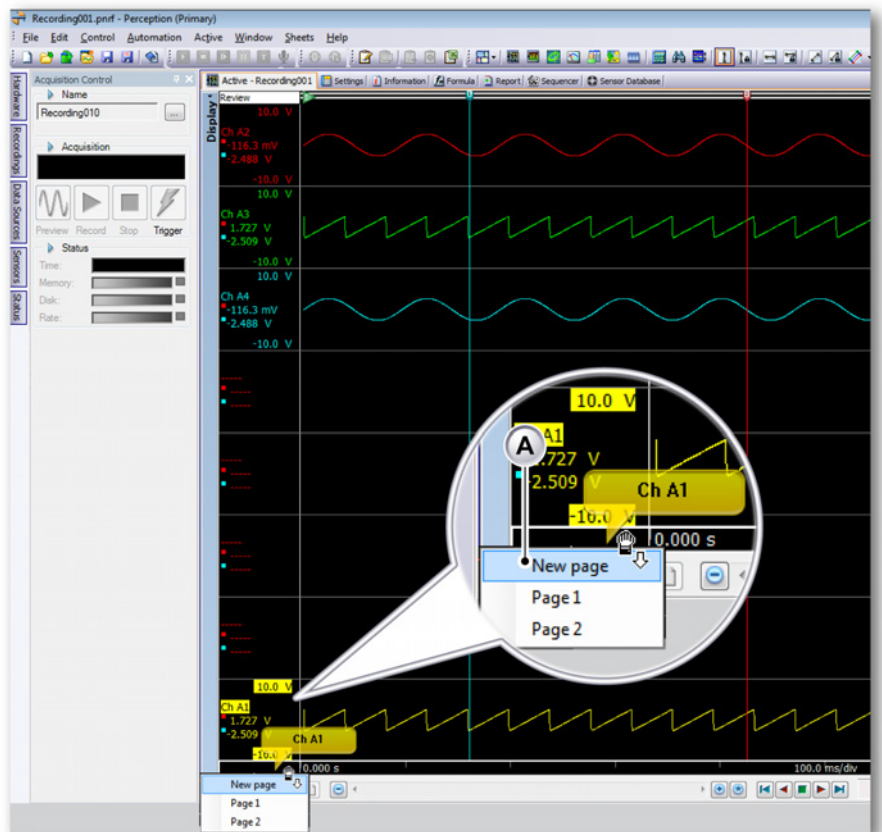 Recording001.pnrf - Perception (Primary)
File Edit Control Automation Active Window Sheets Help
Acquisition Control
Active - Recording001 Settings Information Formula Report Sequencer Sensor Database
Hardware
Recordings
Data Sources
Sensors
Status
Name
Recording010
...
Acquisition
Preview Record Stop Trigger
Status
Time:
Memory:
Disk:
Rate:
Display
Review
10.0 V
Ch A2
-116.3 mV
-2.488 V
-10.0 V
10.0 V
Ch A3
1.727 V
-2.509 V
-10.0 V
10.0 V
Ch A4
-116.3 mV
-2.488 V
-10.0 V
-----
-----
-----
-----
-----
-----
-----
-----
10.0 V
A
A1
.727 V
-2.509 V
Ch A1
-10.0 V
0.000 s
New page
Page 1
Page 2
10.0 V
Ch A1
1.727 V
-2.509 V
Ch A1
-10.0 V
0.000 s
100.0 ms/div
New page
Page 1
Page 2